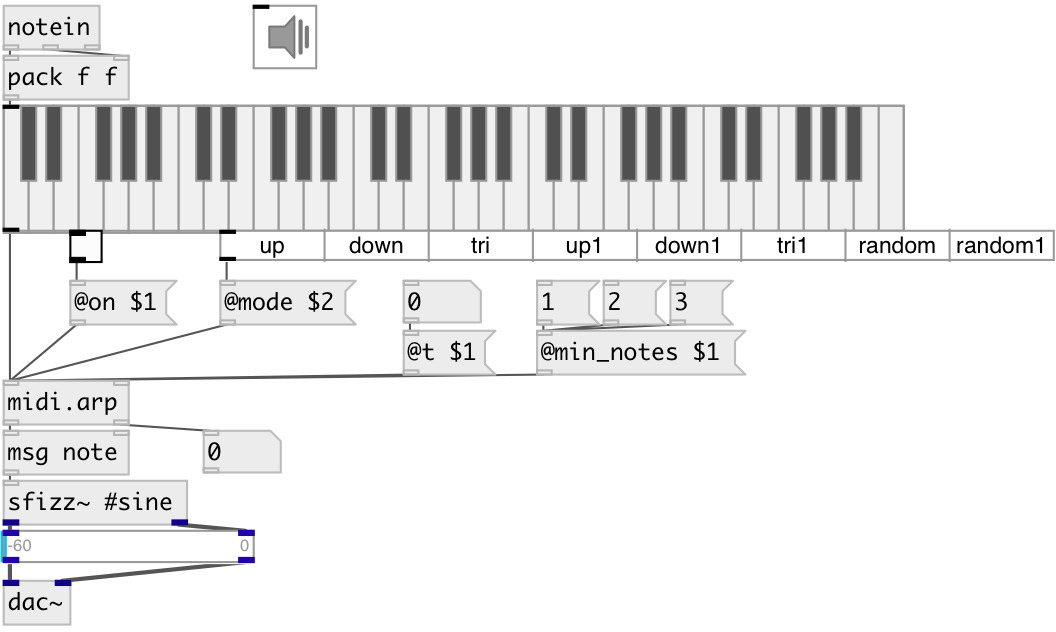 notein
pack f f
up down tri up1 down1 tri1 random random1
@on $1 @mode $2 0 1 2 3
@t $1 @min_notes $1
midi.arp
msg note 0
sfizz~ #sine
-60 0
dac~